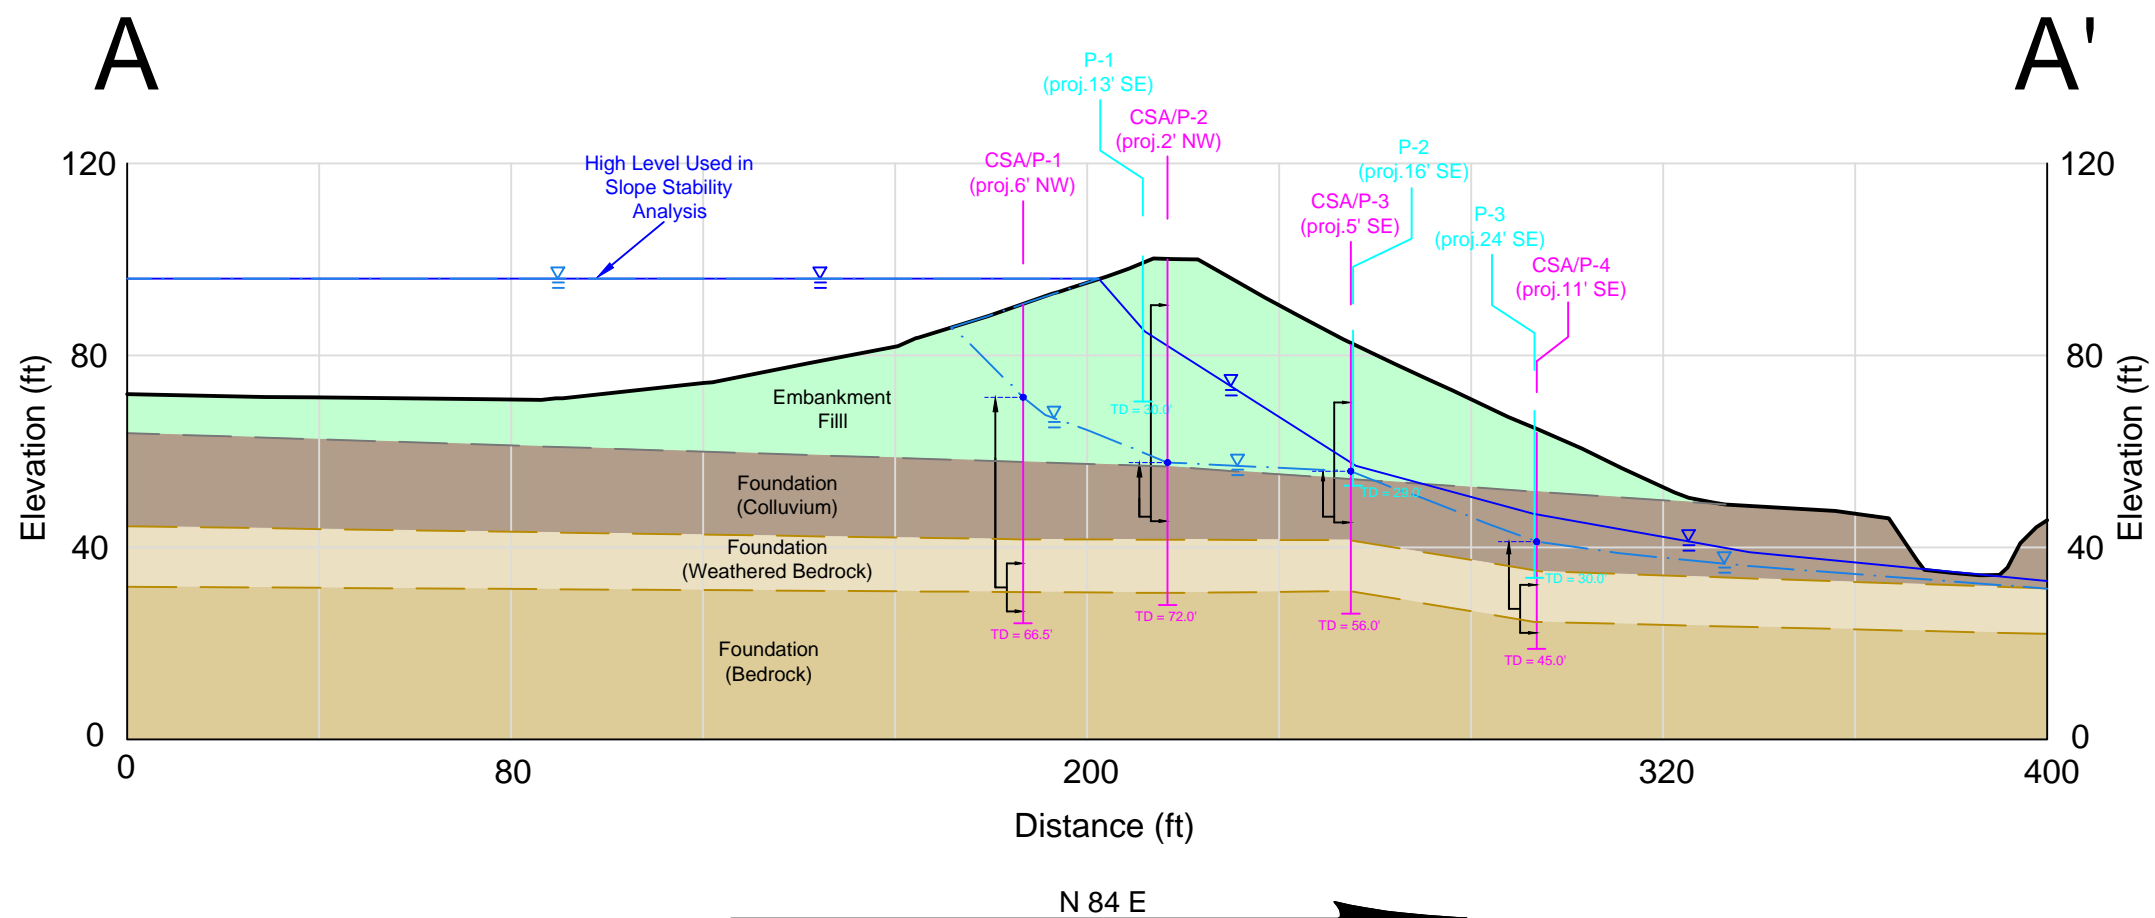 A
A'
P-1
(proj.13' SE)
CSA/P-2
(proj.2' NW)
CSA/P-1
(proj.6' NW)
P-2
(proj.16' SE)
CSA/P-3
(proj.5' SE)
P-3
(proj.24' SE)
CSA/P-4
(proj.11' SE)
High Level Used in
Slope Stability
Analysis
120
80
40
0
Elevation (ft)
120
80
40
0
Elevation (ft)
Embankment
Filll
TD = 30.0'
Foundation
(Colluvium)
TD = 29.0'
Foundation
(Weathered Bedrock)
TD = 30.0'
TD = 66.5'
TD = 72.0'
TD = 56.0'
TD = 45.0'
Foundation
(Bedrock)
0
80
200
320
400
Distance (ft)
N 84 E